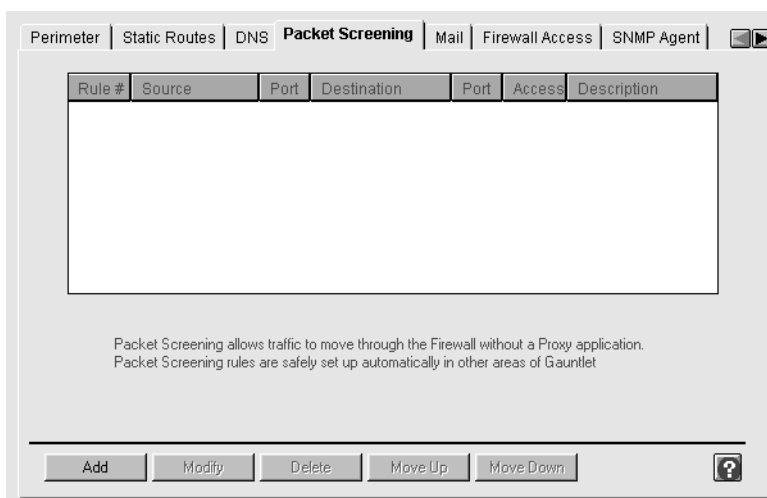 Perimeter Static Routes DNS Packet Screening Mail Firewall Access SNMP Agent
Rule # Source Port Destination Port Access Description
Packet Screening allows traffic to move through the Firewall without a Proxy application.
Packet Screening rules are safely set up automatically in other areas of Gauntlet
Add Modify Delete Move Up Move Down ?